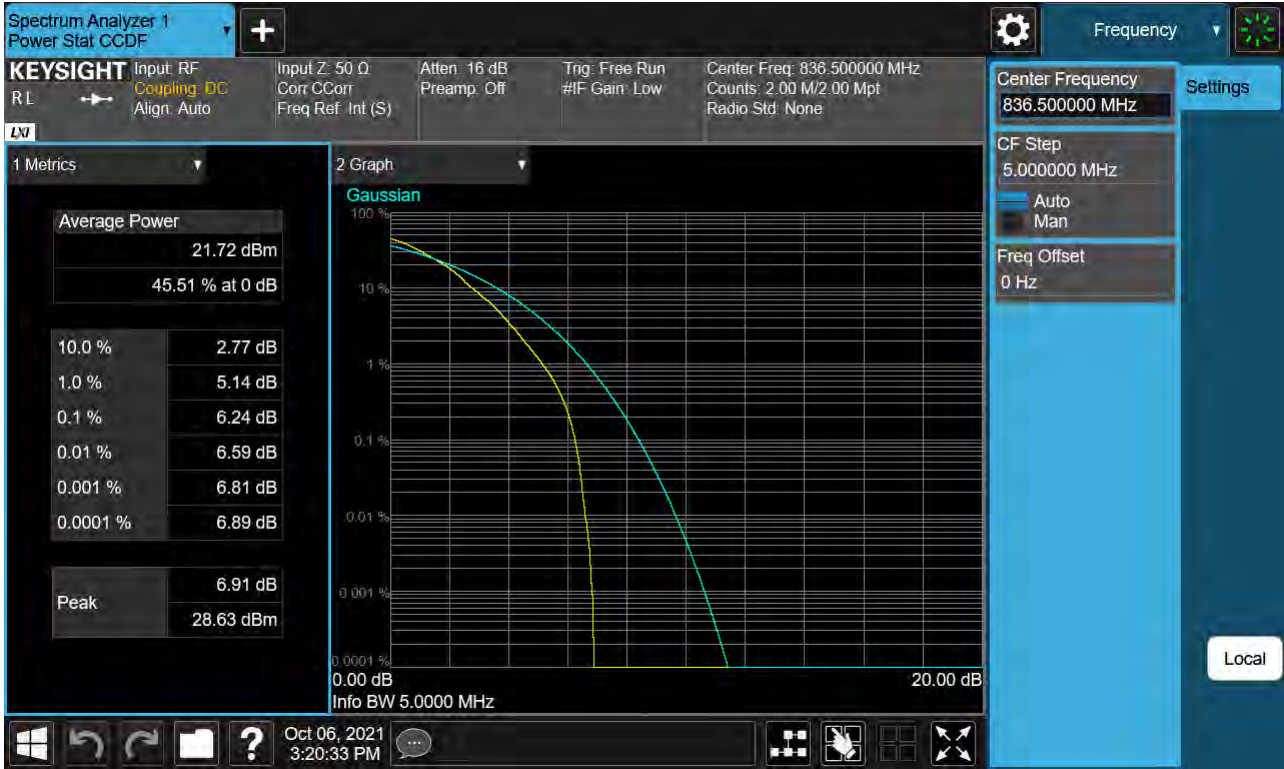 Spectrum Analyzer 1
Power Stat CCDF
+
Frequency
KEYSIGHT
R L
LXI
Input: RF
Coupling: DC
Align: Auto
Input Z: 50 Ω
Corr CCorr
Freq Ref: Int (S)
Atten: 16 dB
Preamp: Off
Trig: Free Run
#IF Gain: Low
Center Freq: 836.500000 MHz
Counts: 2.00 M/2.00 Mpt
Radio Std: None
1 Metrics
Average Power
21.72 dBm
45.51 % at 0 dB
10.0 % 2.77 dB
1.0 % 5.14 dB
0.1 % 6.24 dB
0.01 % 6.59 dB
0.001 % 6.81 dB
0.0001 % 6.89 dB
Peak
6.91 dB
28.63 dBm
2 Graph
Gaussian
100 %
10 %
1 %
0.1 %
0.01 %
0.001 %
0.0001 %
0.00 dB 20.00 dB
Info BW 5.0000 MHz
Center Frequency
836.500000 MHz
CF Step
5.000000 MHz
Auto
Man
Freq Offset
0 Hz
Settings
Local
?
Oct 06, 2021
3:20:33 PM